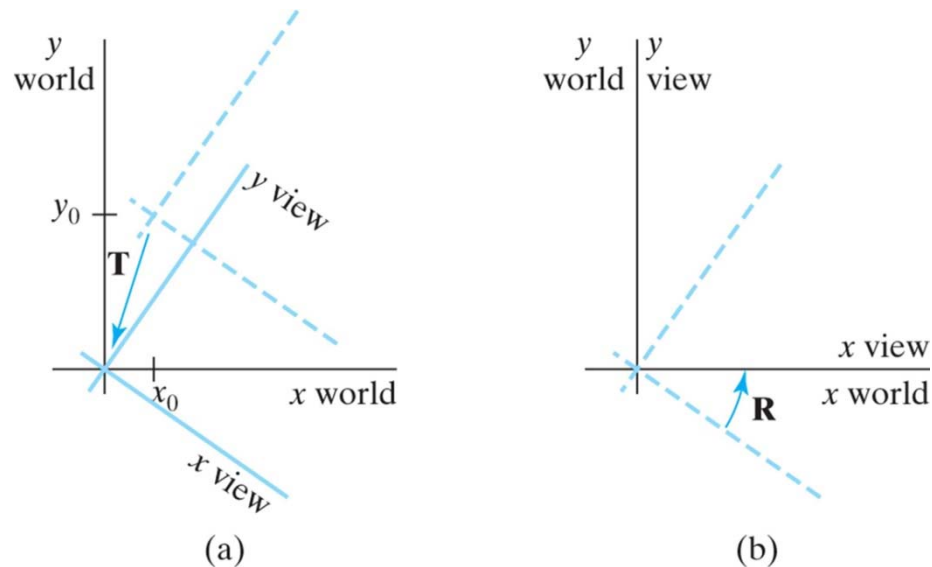 y
world
y₀
T
y view
x₀
x world
x view
(a)
y y
world view
x view
x world
R
(b)